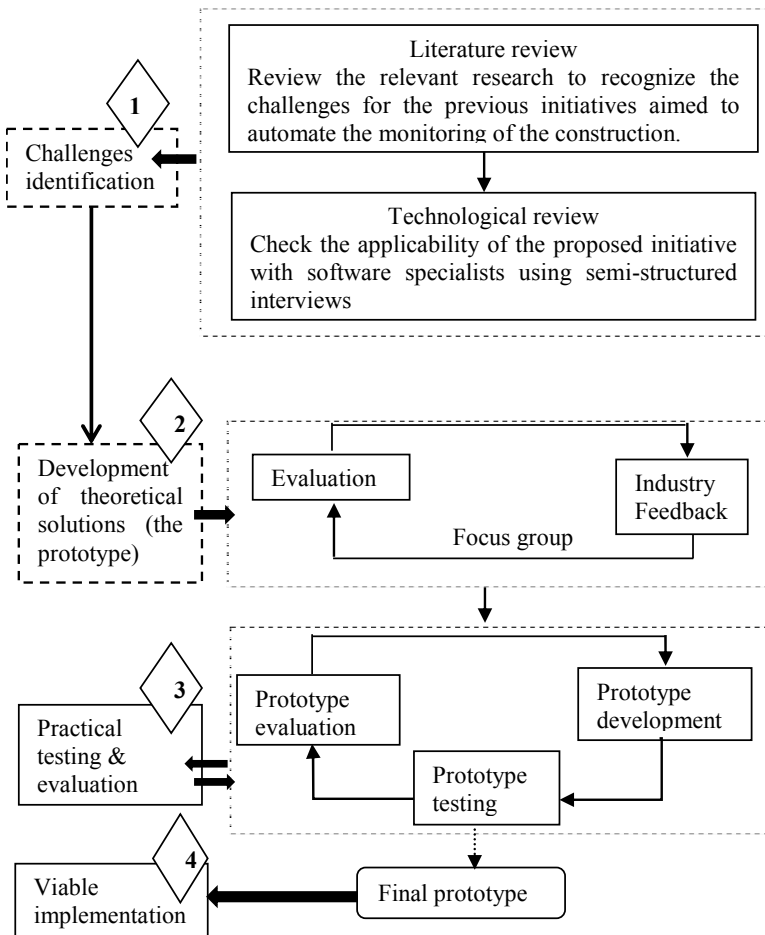 Literature review
Review the relevant research to recognize the
challenges for the previous initiatives aimed to
automate the monitoring of the construction.
1
Challenges
identification
Technological review
Check the applicability of the proposed initiative
with software specialists using semi-structured
interviews
2
Development
of theoretical
solutions (the
prototype)
Evaluation
Industry
Feedback
Focus group
3
Practical
testing &
evaluation
Prototype
evaluation
Prototype
development
Prototype
testing
4
Viable
implementation
Final prototype